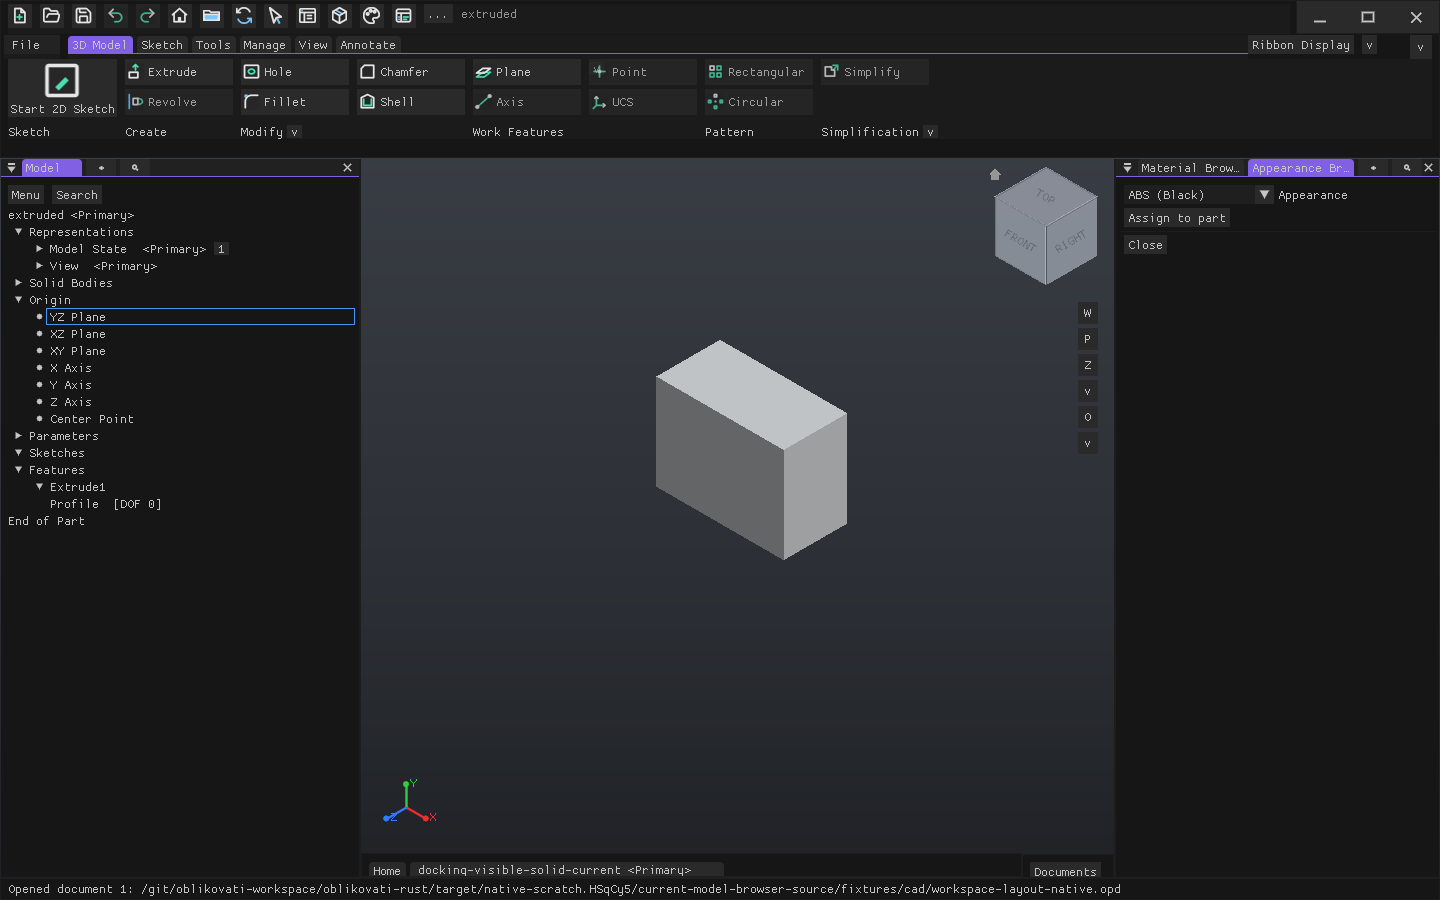 ... extruded
File 3D Model Sketch Tools Manage View Annotate Ribbon Display v v
Start 2D Sketch
Extrude Hole Chamfer Plane Point Rectangular Simplify
Revolve Fillet Shell Axis UCS Circular
Sketch Create Modify v Work Features Pattern Simplification v
Model
Menu Search
extruded <Primary>
Representations
Model State <Primary> 1
View <Primary>
Solid Bodies
Origin
YZ Plane
XZ Plane
XY Plane
X Axis
Y Axis
Z Axis
Center Point
Parameters
Sketches
Features
Extrude1
Profile [DOF 0]
End of Part
TOP
FRONT RIGHT
W
P
Z
v
O
v
Y
Z X
Material Brow… Appearance Br…
ABS (Black) Appearance
Assign to part
Close
Home docking-visible-solid-current <Primary> Documents
Opened document 1: /git/oblikovati-workspace/oblikovati-rust/target/native-scratch.HSqCy5/current-model-browser-source/fixtures/cad/workspace-layout-native.opd